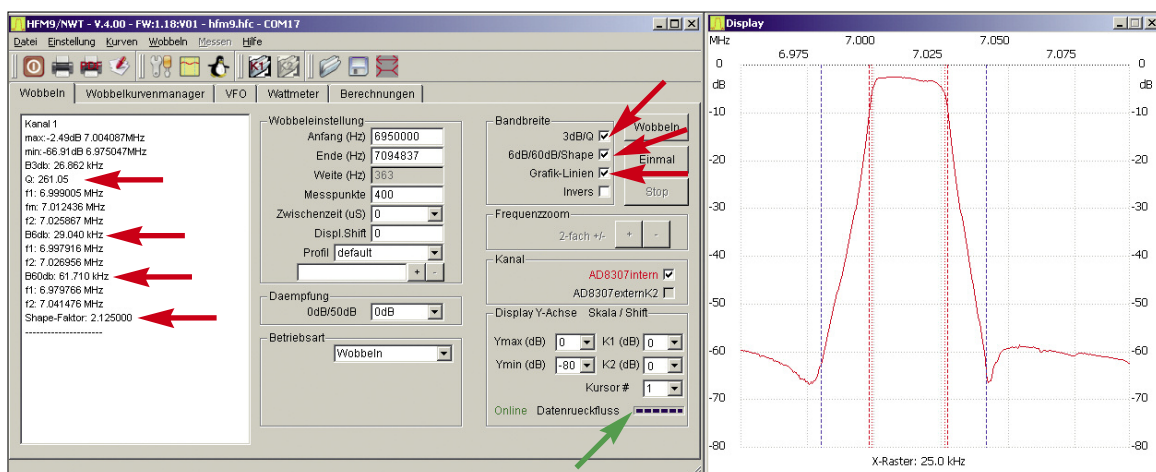 HFM9/NWT - V.4.00 - FW:1.18:V01 - hfm9.hfc - COM17
Datei Einstellung Kurven Wobbeln Messen Hilfe
Wobbeln Wobbelkurvenmanager VFO Wattmeter Berechnungen
Kanal 1
max:-2.49dB 7.004087MHz
min:-66.91dB 6.975047MHz
B3db: 26.862 kHz
Q: 261.05
f1: 6.999005 MHz
fm: 7.012436 MHz
f2: 7.025867 MHz
B6db: 29.040 kHz
f1: 6.997916 MHz
f2: 7.026956 MHz
B60db: 61.710 kHz
f1: 6.979766 MHz
f2: 7.041476 MHz
Shape-Faktor: 2.125000
----------------------
Wobbeleinstellung
Anfang (Hz) 6950000
Ende (Hz) 7094837
Weite (Hz) 363
Messpunkte 400
Zwischenzeit (uS) 0
Displ.Shift 0
Profil default
+ -
Daempfung
0dB/50dB 0dB
Betriebsart
Wobbeln
Bandbreite
3dB/Q
6dB/60dB/Shape
Grafik-Linien
Invers
Wobbeln
Einmal
Stop
Frequenzzoom
2-fach +/- + -
Kanal
AD8307intern
AD8307externK2
Display Y-Achse Skala / Shift
Ymax (dB) 0 K1 (dB) 0
Ymin (dB) -80 K2 (dB) 0
Kursor # 1
Online Datenrueckfluss
Display
MHz 7.000 7.050
6.975 7.025 7.075
0 0
dB dB
-10 -10
-20 -20
-30 -30
-40 -40
-50 -50
-60 -60
-70 -70
-80 -80
X-Raster: 25.0 kHz